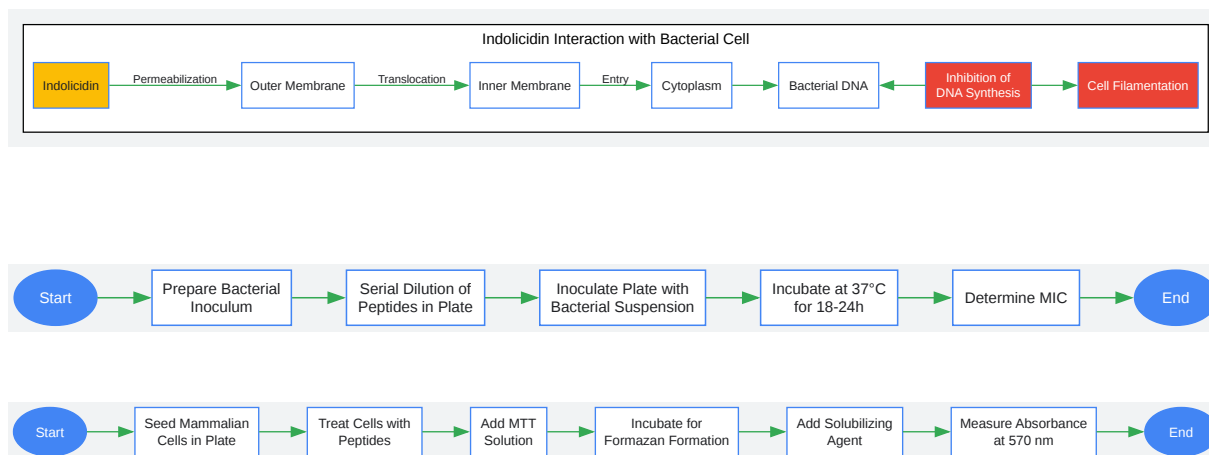 Indolicidin Interaction with Bacterial Cell
Indolicidin
Permeabilization
Outer Membrane
Translocation
Inner Membrane
Entry
Cytoplasm
Bacterial DNA
Inhibition of
DNA Synthesis
Cell Filamentation
Start
Prepare Bacterial
Inoculum
Serial Dilution of
Peptides in Plate
Inoculate Plate with
Bacterial Suspension
Incubate at 37°C
for 18-24h
Determine MIC
End
Start
Seed Mammalian
Cells in Plate
Treat Cells with
Peptides
Add MTT
Solution
Incubate for
Formazan Formation
Add Solubilizing
Agent
Measure Absorbance
at 570 nm
End